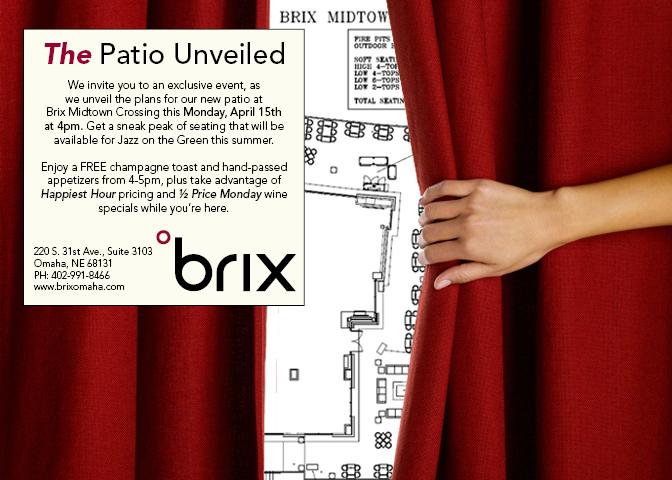 The Patio Unveiled
We invite you to an exclusive event, as
we unveil the plans for our new patio at
Brix Midtown Crossing this Monday, April 15th
at 4pm. Get a sneak peak of seating that will be
available for Jazz on the Green this summer.
Enjoy a FREE champagne toast and hand-passed
appetizers from 4-5pm, plus take advantage of
Happiest Hour pricing and ½ Price Monday wine
specials while you're here.
220 S. 31st Ave., Suite 3103
Omaha, NE 68131
PH: 402-991-8466
www.brixomaha.com
brix
BRIX MIDTOW
FIRE PITS
OUTDOOR
SOFT SEATI
HIGH 4-TOP
LOW 4-TOPS
LOW 6-TOPS
LOW 2-TOPS
TOTAL SEATIN